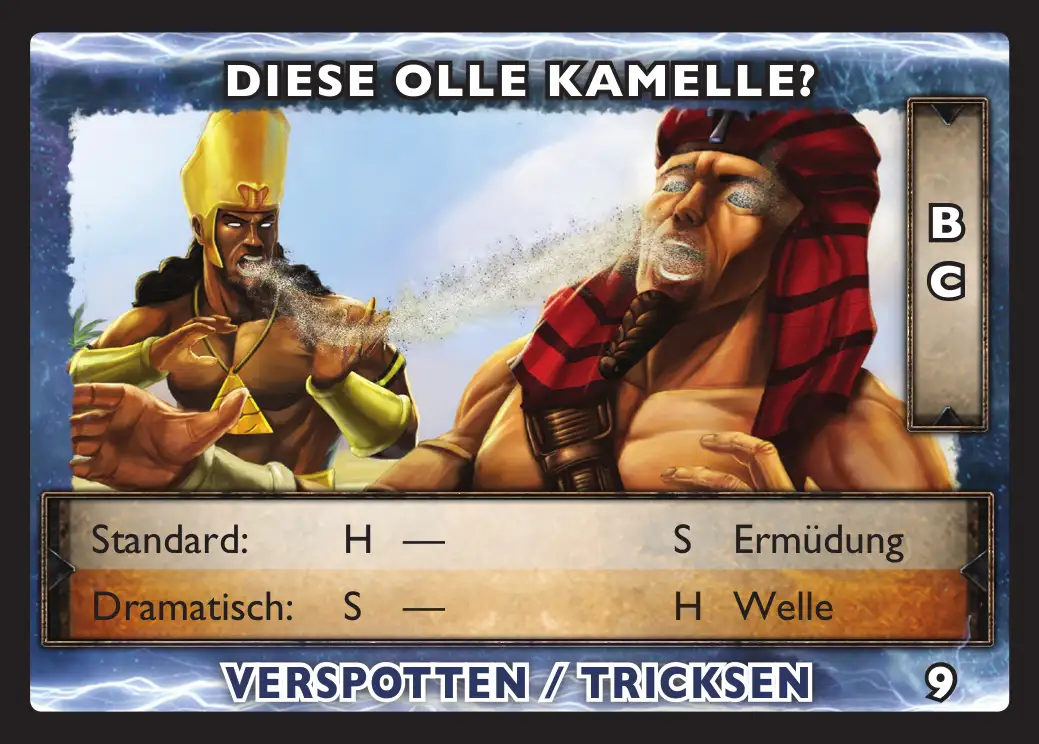 DIESE OLLE KAMELLE?
B
C
Standard: H — S Ermüdung
Dramatisch: S — H Welle
VERSPOTTEN / TRICKSEN
9